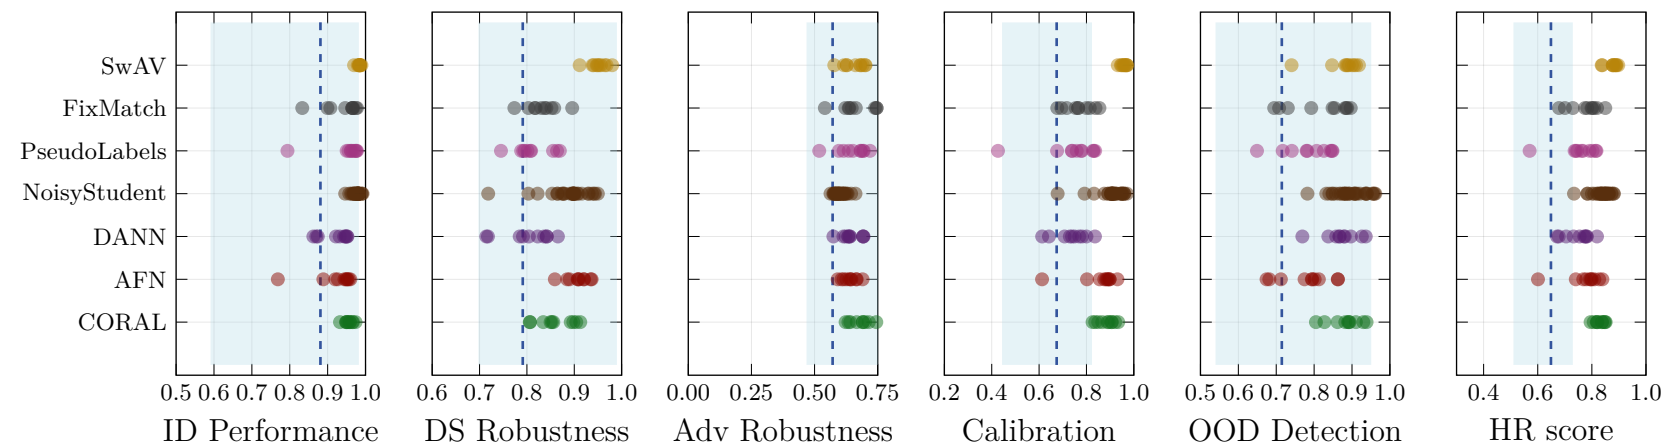 SwAV
FixMatch
PseudoLabels
NoisyStudent
DANN
AFN
CORAL
0.5 0.6 0.7 0.8 0.9 1.0
ID Performance
0.6 0.7 0.8 0.9 1.0
DS Robustness
0.00 0.25 0.50 0.75
Adv Robustness
0.2 0.4 0.6 0.8 1.0
Calibration
0.5 0.6 0.7 0.8 0.9 1.0
OOD Detection
0.4 0.6 0.8 1.0
HR score